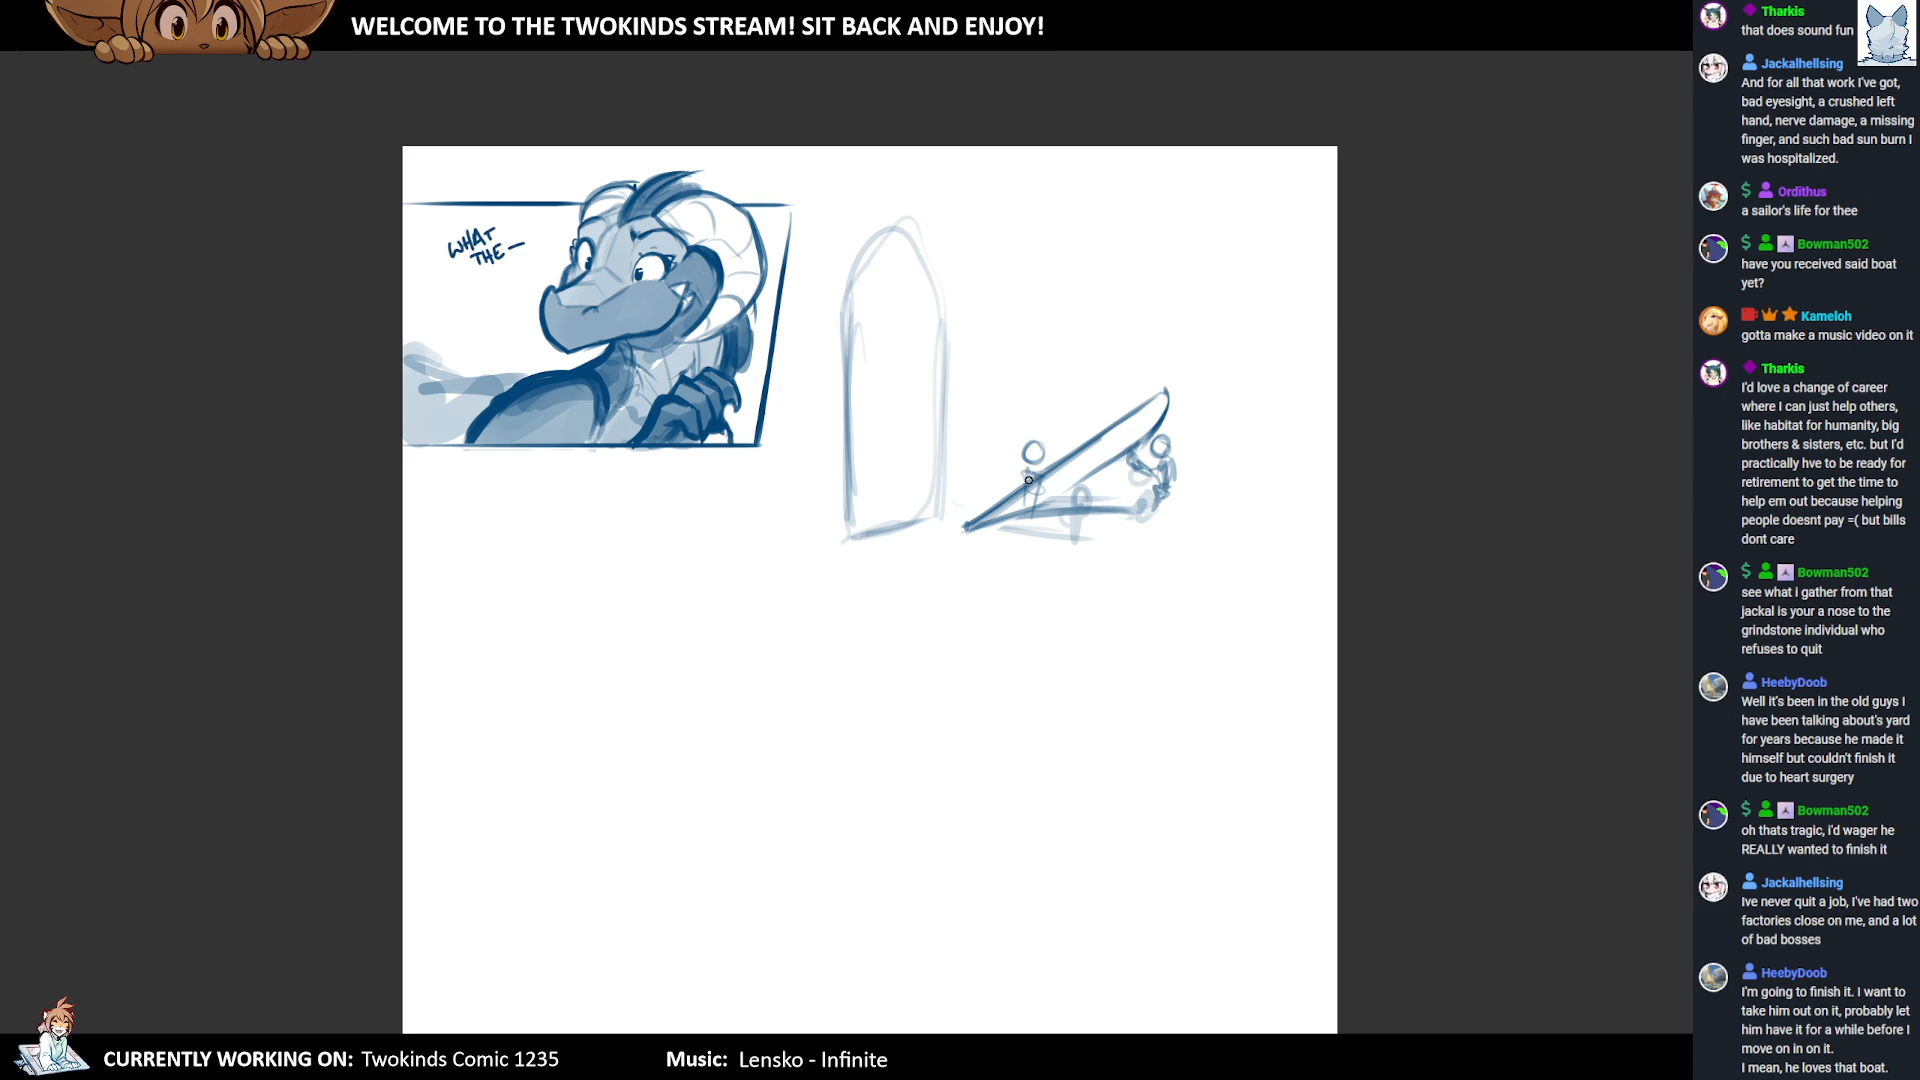 WELCOME TO THE TWOKINDS STREAM! SIT BACK AND ENJOY!
WHAT
THE—
CURRENTLY WORKING ON: Twokinds Comic 1235
Music: Lensko - Infinite
Tharkis
that does sound fun
Jackalhellsing
And for all that work I've got,
bad eyesight, a crushed left
hand, nerve damage, a missing
finger, and such bad sun burn I
was hospitalized.
Ordithus
a sailor's life for thee
Bowman502
have you received said boat
yet?
Kameloh
gotta make a music video on it
Tharkis
I'd love a change of career
where I can just help others,
like habitat for humanity, big
brothers & sisters, etc. but I'd
practically hve to be ready for
retirement to get the time to
help em out because helping
people doesnt pay =( but bills
dont care
Bowman502
see what i gather from that
jackal is your a nose to the
grindstone individual who
refuses to quit
HeebyDoob
Well it's been in the old guys I
have been talking about's yard
for years because he made it
himself but couldn't finish it
due to heart surgery
Bowman502
oh thats tragic, i'd wager he
REALLY wanted to finish it
Jackalhellsing
Ive never quit a job, I've had two
factories close on me, and a lot
of bad bosses
HeebyDoob
I'm going to finish it. I want to
take him out on it, probably let
him have it for a while before I
move on in on it.
I mean, he loves that boat.